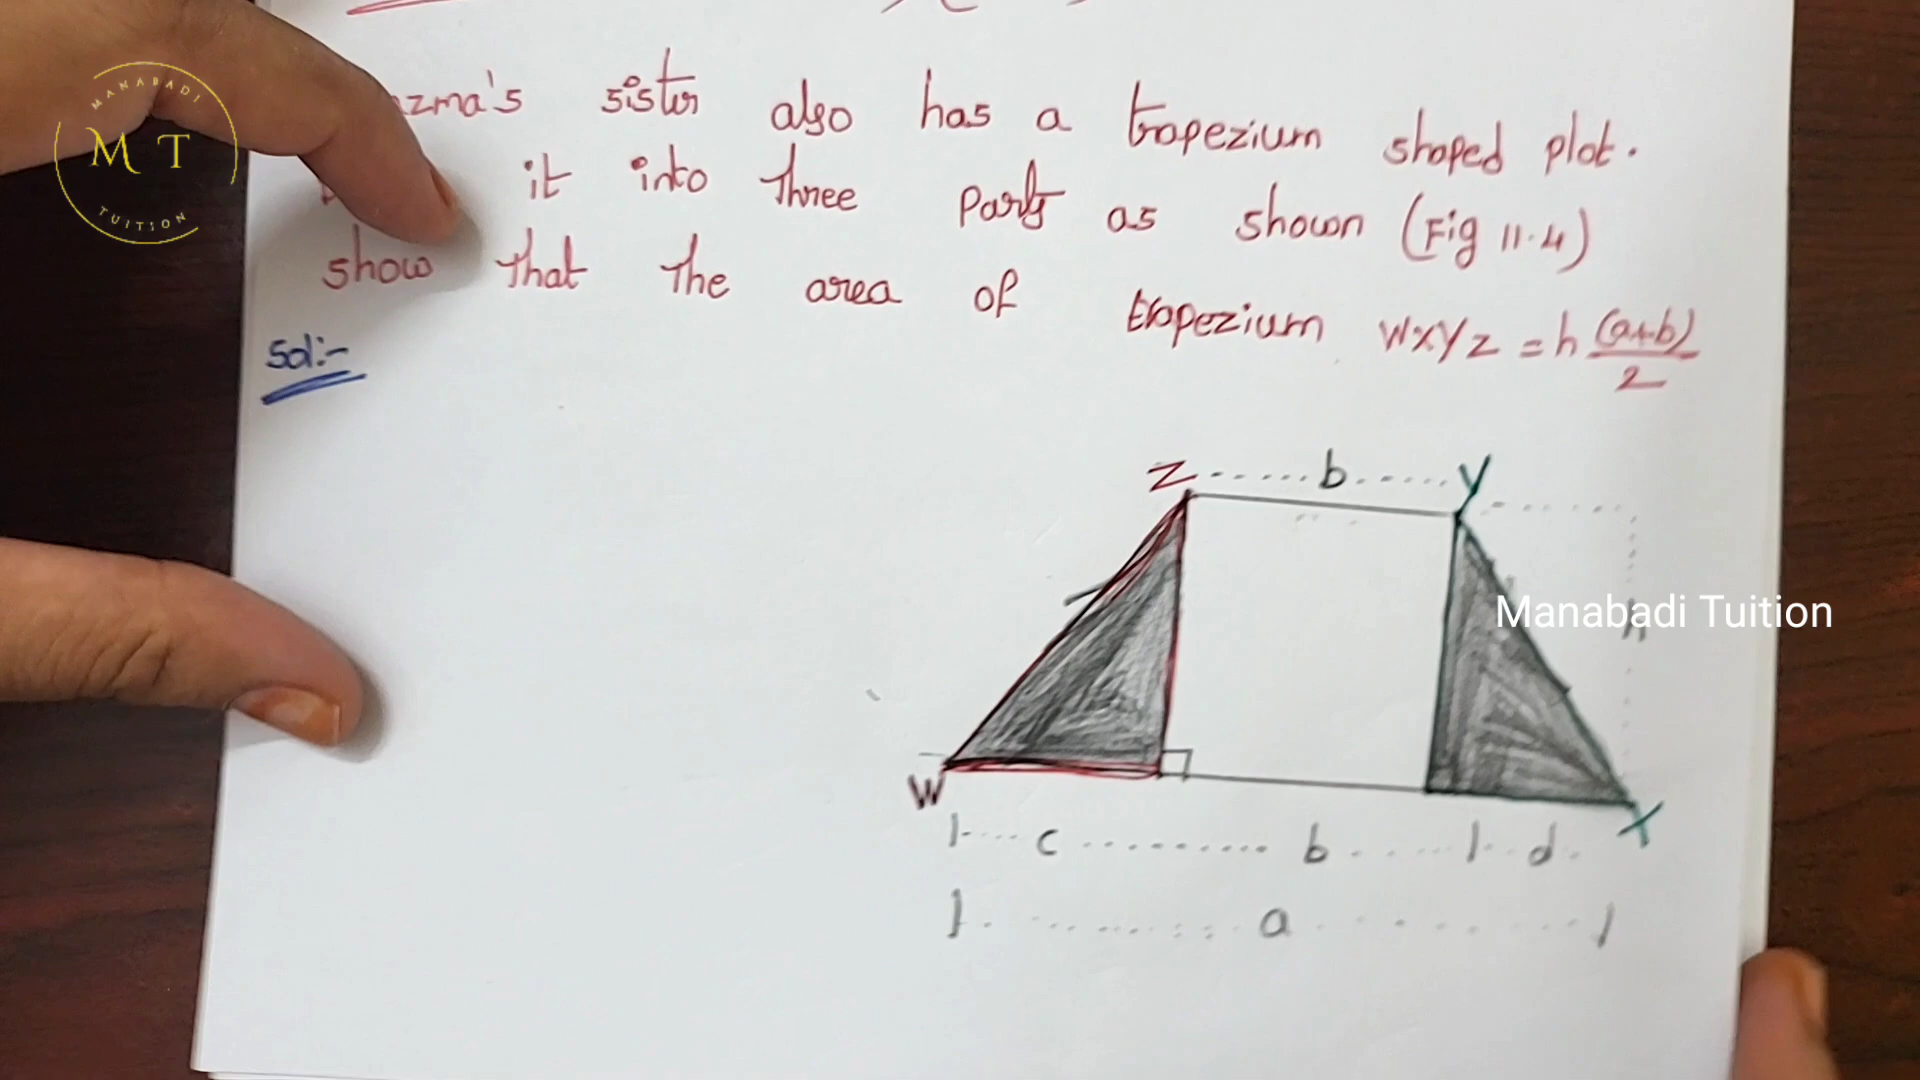 MANABADI
M T
TUITION
azma's sister also has a trapezium shaped plot.
it into three parts as shown (Fig 11.4)
show that the area of trapezium WXYZ = h (a+b)/2
Sol:-
Z b Y
Manabadi Tuition
h
W X
c b d
a